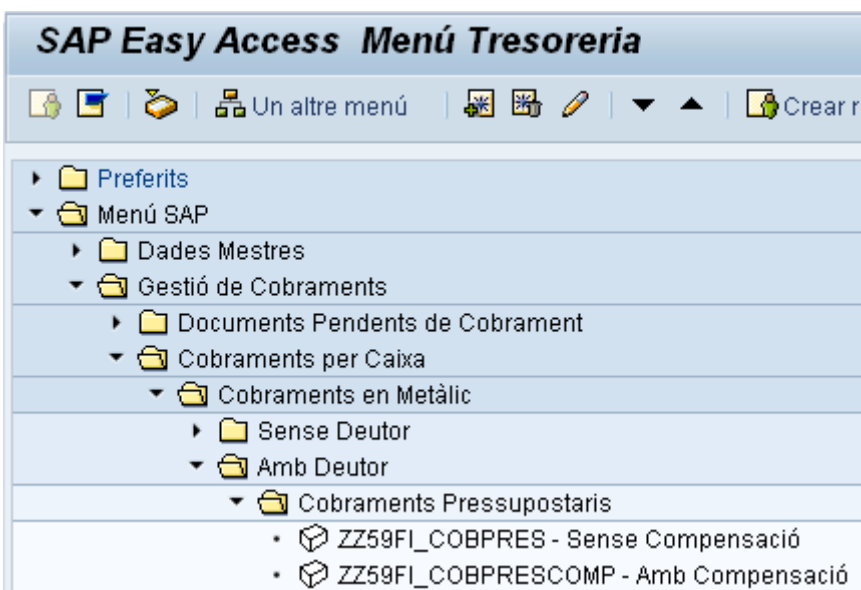 SAP Easy Access Menú Tresoreria
Un altre menú Crear r
Preferits
Menú SAP
Dades Mestres
Gestió de Cobraments
Documents Pendents de Cobrament
Cobraments per Caixa
Cobraments en Metàlic
Sense Deutor
Amb Deutor
Cobraments Pressupostaris
ZZ59FI_COBPRES - Sense Compensació
ZZ59FI_COBPRESCOMP - Amb Compensació